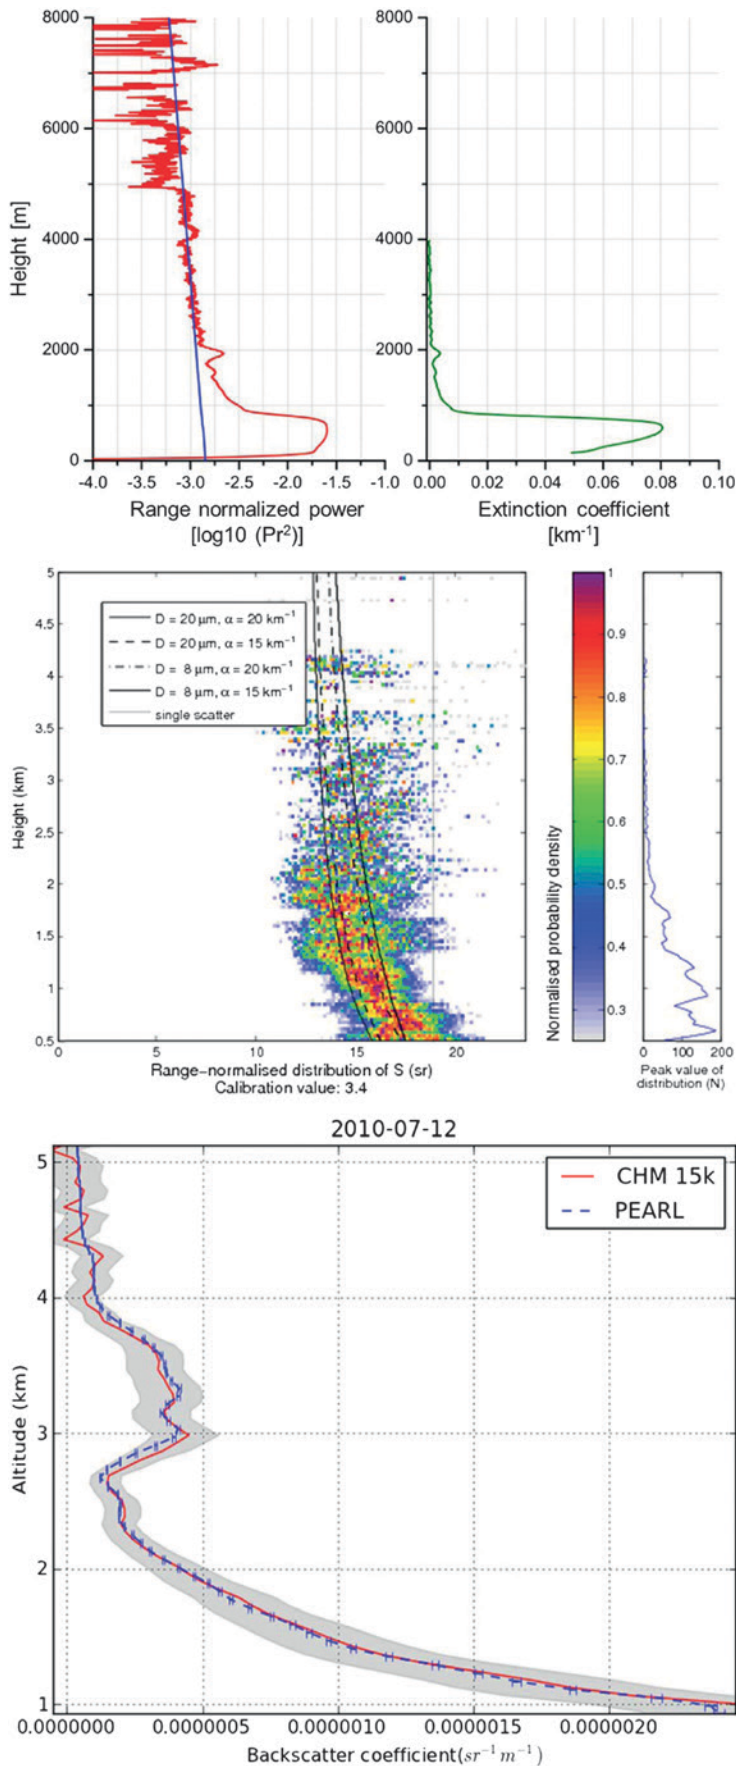 8000
6000
4000
2000
0
Height [m]
-4.0 -3.5 -3.0 -2.5 -2.0 -1.5 -1.0
Range normalized power
[log10 (Pr²)]
8000
6000
4000
2000
0
0.00 0.02 0.04 0.06 0.08 0.10
Extinction coefficient
[km⁻¹]
5
4.5
4
3.5
3
2.5
2
1.5
1
0.5
Height (km)
D = 20 μm, α = 20 km⁻¹
D = 20 μm, α = 15 km⁻¹
D = 8 μm, α = 20 km⁻¹
D = 8 μm, α = 15 km⁻¹
single scatter
0 5 10 15 20
Range-normalised distribution of S (sr)
Calibration value: 3.4
1
0.9
0.8
0.7
0.6
0.5
0.4
0.3
Normalised probability density
0 100 200
Peak value of
distribution (N)
2010-07-12
CHM 15k
PEARL
5
4
3
2
1
Altitude (km)
0.0000000 0.0000005 0.0000010 0.0000015 0.0000020
Backscatter coefficient(sr⁻¹m⁻¹)